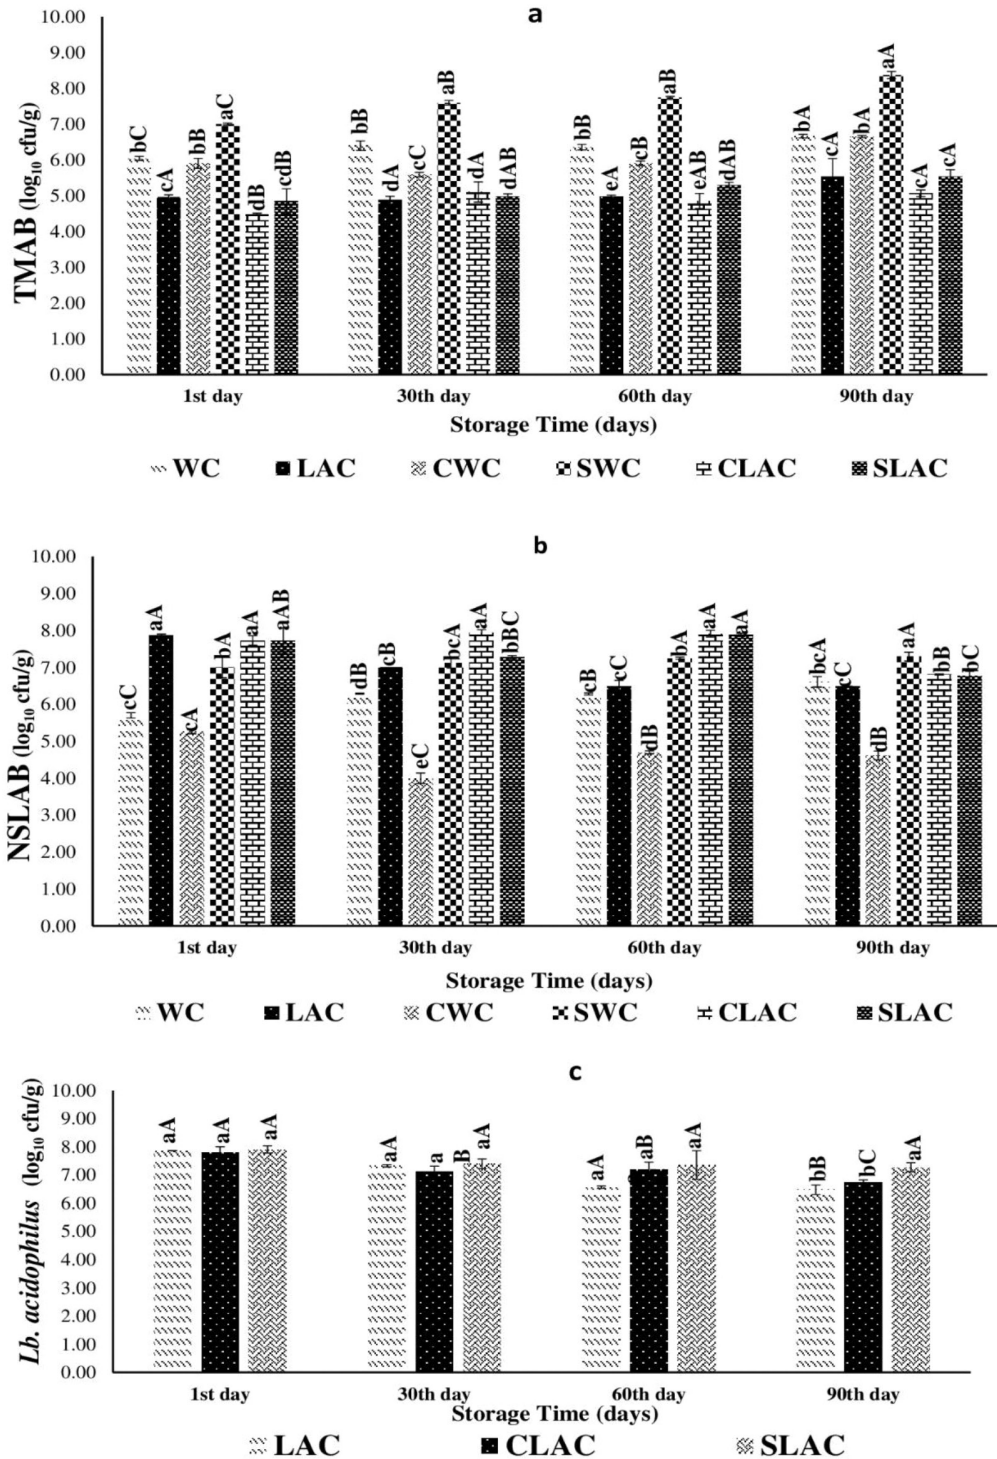 a
10.00
9.00
8.00
7.00
6.00
5.00
4.00
3.00
2.00
1.00
0.00
TMAB (log10 cfu/g)
bC cA bB aC dB cdB
bB dA cC aB dA dAB
bB eA cB aB eAB dAB
bA cA bA aA cA cA
1st day 30th day 60th day 90th day
Storage Time (days)
WC LAC CWC SWC CLAC SLAC
b
10.00
9.00
8.00
7.00
6.00
5.00
4.00
3.00
2.00
1.00
0.00
NSLAB (log10 cfu/g)
cC aA cA bA aA aAB
dB cB eC bcA aA bBC
cB cC dB bA aA aA
bcA cC dB aA bB bC
1st day 30th day 60th day 90th day
Storage Time (days)
WC LAC CWC SWC CLAC SLAC
c
10.00
9.00
8.00
7.00
6.00
5.00
4.00
3.00
2.00
1.00
0.00
Lb. acidophilus (log10 cfu/g)
aA aA aA
aA a B aA
aA aB aA
bB bC aA
1st day 30th day 60th day 90th day
Storage Time (days)
LAC CLAC SLAC